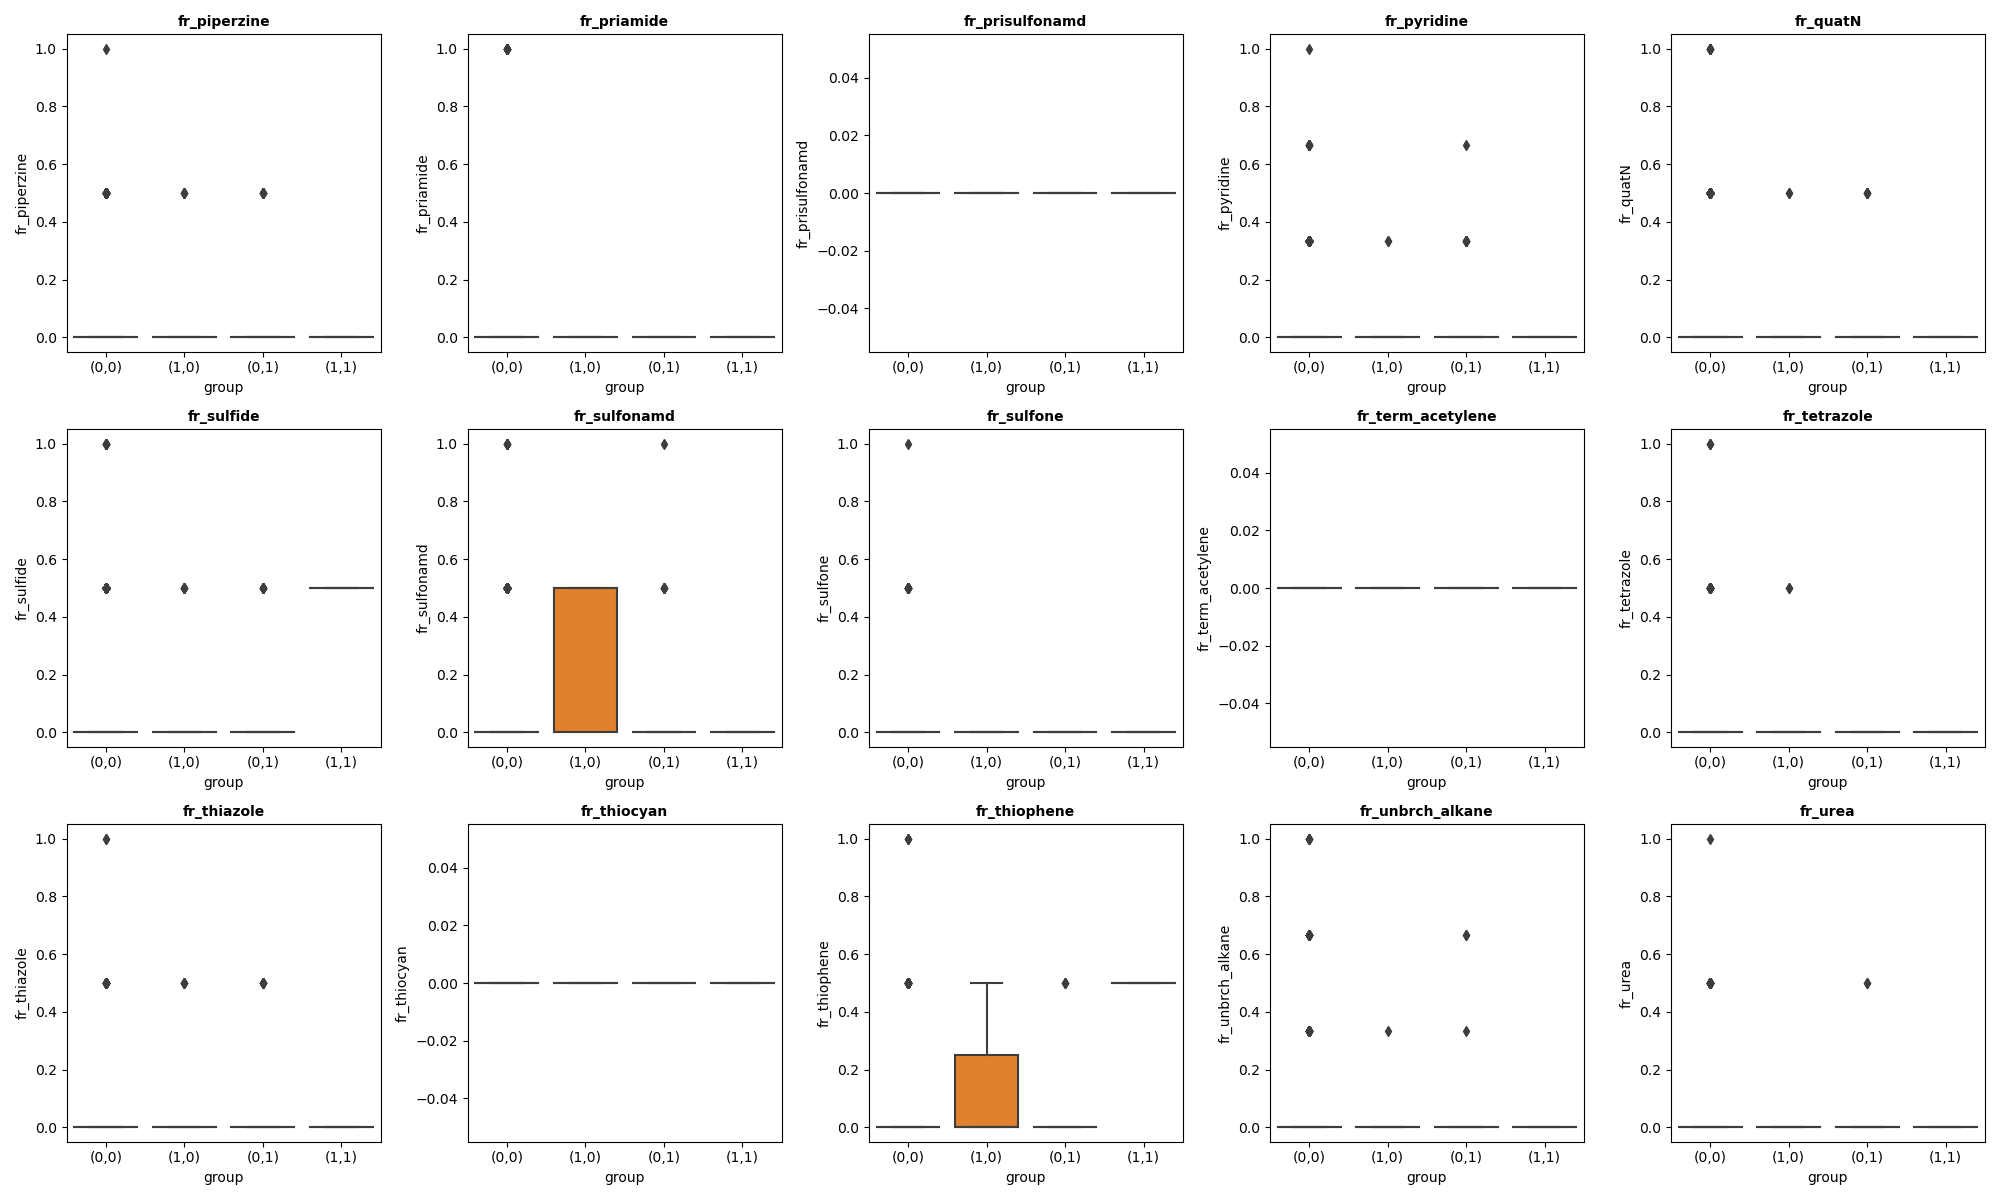 fr_piperzine
fr_piperzine
1.0
0.8
0.6
0.4
0.2
0.0
(0,0) (1,0) (0,1) (1,1)
group
fr_priamide
fr_priamide
1.0
0.8
0.6
0.4
0.2
0.0
(0,0) (1,0) (0,1) (1,1)
group
fr_prisulfonamd
fr_prisulfonamd
0.04
0.02
0.00
−0.02
−0.04
(0,0) (1,0) (0,1) (1,1)
group
fr_pyridine
fr_pyridine
1.0
0.8
0.6
0.4
0.2
0.0
(0,0) (1,0) (0,1) (1,1)
group
fr_quatN
fr_quatN
1.0
0.8
0.6
0.4
0.2
0.0
(0,0) (1,0) (0,1) (1,1)
group
fr_sulfide
fr_sulfide
1.0
0.8
0.6
0.4
0.2
0.0
(0,0) (1,0) (0,1) (1,1)
group
fr_sulfonamd
fr_sulfonamd
1.0
0.8
0.6
0.4
0.2
0.0
(0,0) (1,0) (0,1) (1,1)
group
fr_sulfone
fr_sulfone
1.0
0.8
0.6
0.4
0.2
0.0
(0,0) (1,0) (0,1) (1,1)
group
fr_term_acetylene
fr_term_acetylene
0.04
0.02
0.00
−0.02
−0.04
(0,0) (1,0) (0,1) (1,1)
group
fr_tetrazole
fr_tetrazole
1.0
0.8
0.6
0.4
0.2
0.0
(0,0) (1,0) (0,1) (1,1)
group
fr_thiazole
fr_thiazole
1.0
0.8
0.6
0.4
0.2
0.0
(0,0) (1,0) (0,1) (1,1)
group
fr_thiocyan
fr_thiocyan
0.04
0.02
0.00
−0.02
−0.04
(0,0) (1,0) (0,1) (1,1)
group
fr_thiophene
fr_thiophene
1.0
0.8
0.6
0.4
0.2
0.0
(0,0) (1,0) (0,1) (1,1)
group
fr_unbrch_alkane
fr_unbrch_alkane
1.0
0.8
0.6
0.4
0.2
0.0
(0,0) (1,0) (0,1) (1,1)
group
fr_urea
fr_urea
1.0
0.8
0.6
0.4
0.2
0.0
(0,0) (1,0) (0,1) (1,1)
group